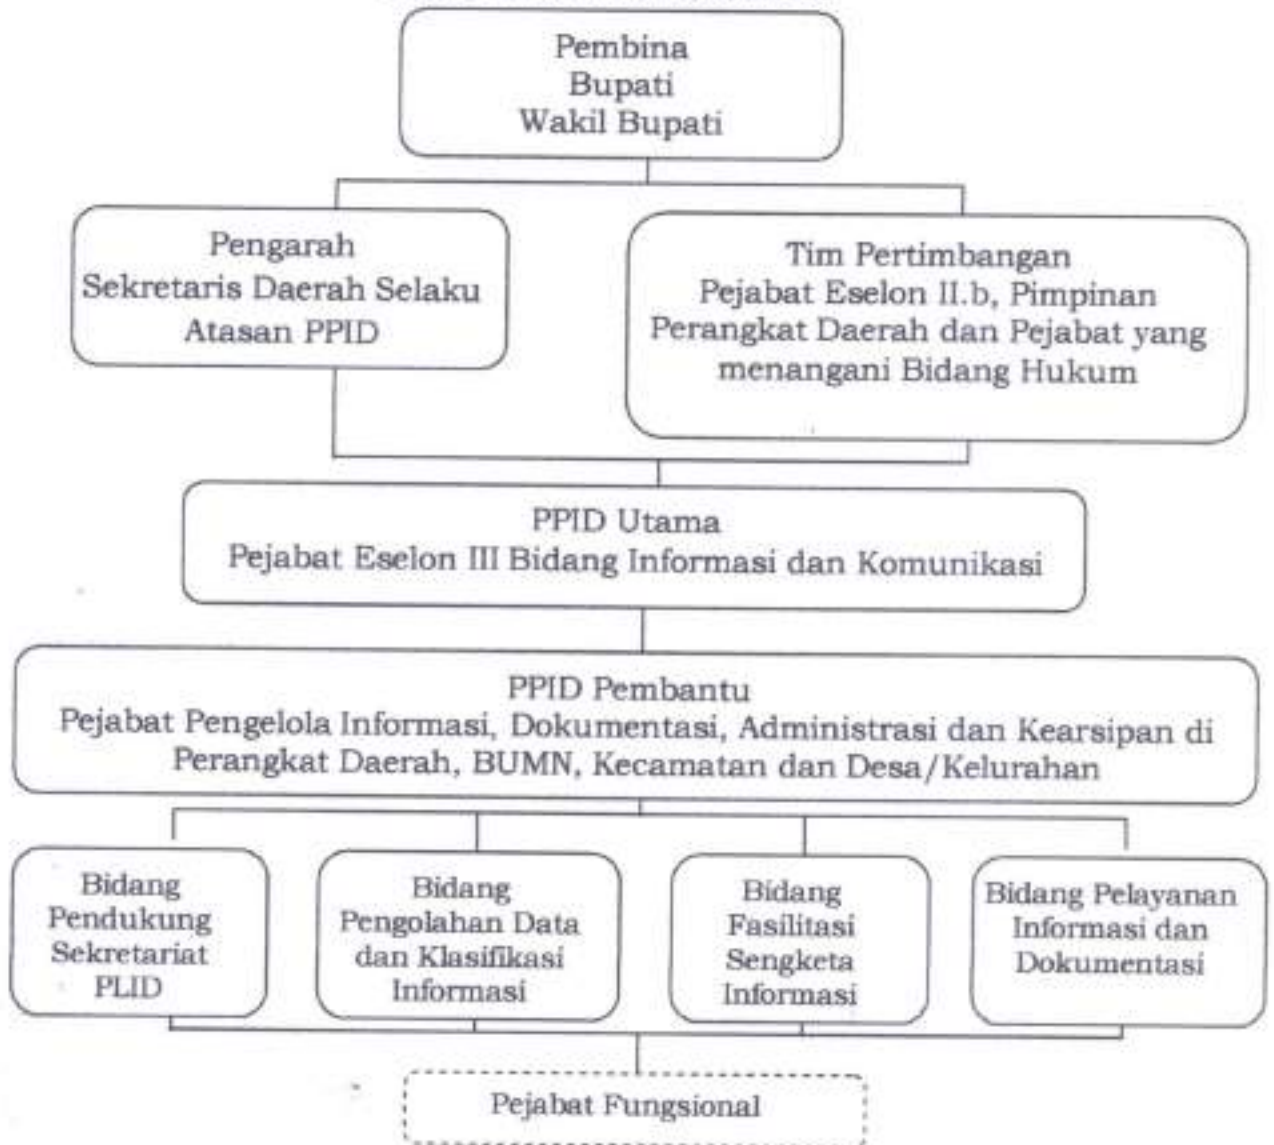 Pembina
Bupati
Wakil Bupati
Pengarah
Sekretaris Daerah Selaku
Atasan PPID
Tim Pertimbangan
Pejabat Eselon II.b, Pimpinan
Perangkat Daerah dan Pejabat yang
menangani Bidang Hukum
PPID Utama
Pejabat Eselon III Bidang Informasi dan Komunikasi
PPID Pembantu
Pejabat Pengelola Informasi, Dokumentasi, Administrasi dan Kearsipan di
Perangkat Daerah, BUMN, Kecamatan dan Desa/Kelurahan
Bidang
Pendukung
Sekretariat
PLID
Bidang
Pengolahan Data
dan Klasifikasi
Informasi
Bidang
Fasilitasi
Sengketa
Informasi
Bidang Pelayanan
Informasi dan
Dokumentasi
Pejabat Fungsional